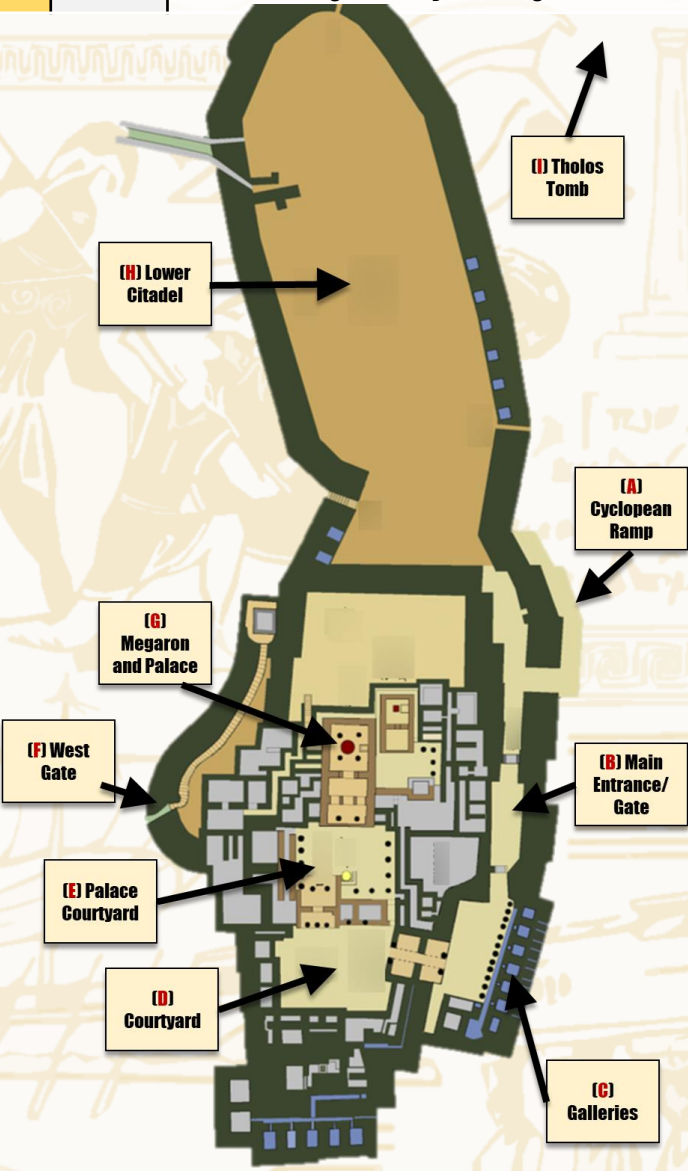 (I) Tholos
Tomb
(H) Lower
Citadel
(A)
Cyclopean
Ramp
(G)
Megaron
and Palace
(F) West
Gate
(B) Main
Entrance/
Gate
(E) Palace
Courtyard
(D)
Courtyard
(C)
Galleries